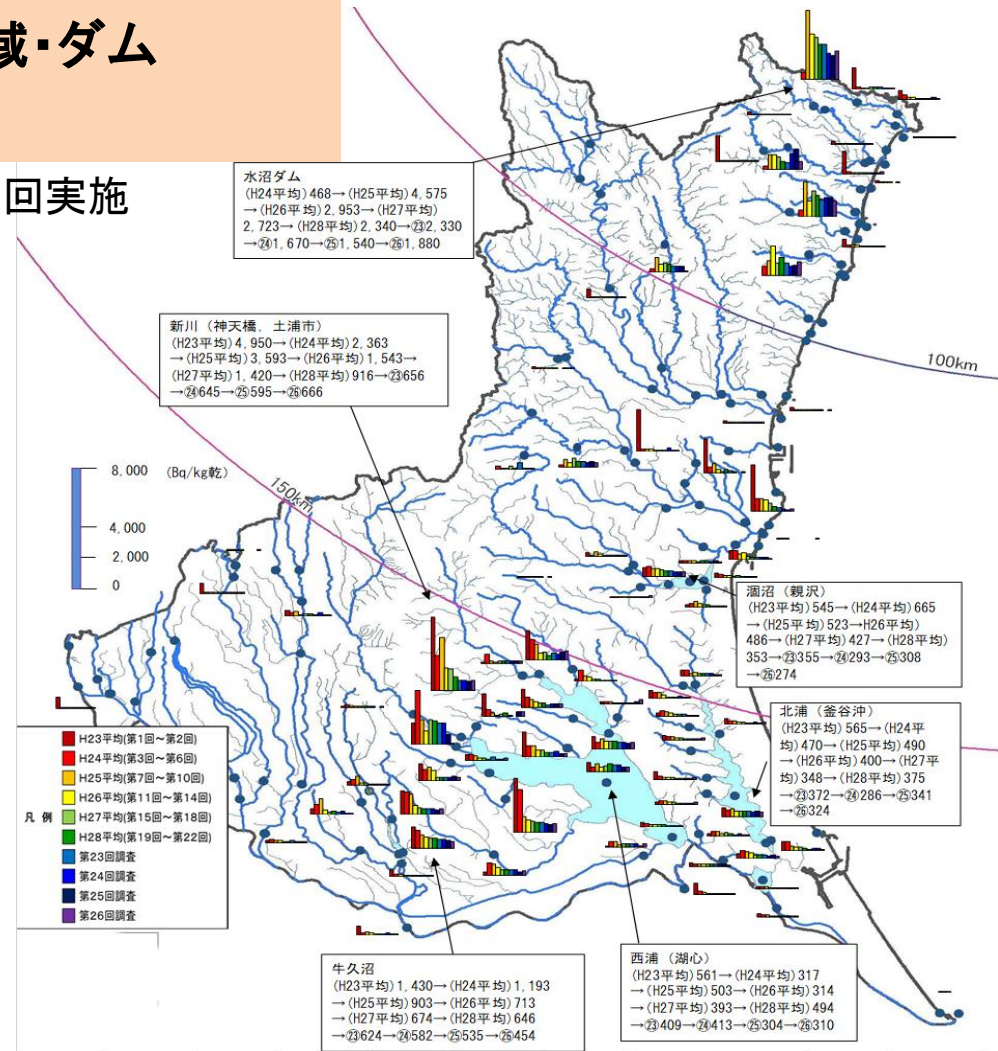 域・ダム
回実施
水沼ダム
(H24平均)468→(H25平均)4,575
→(H26平均)2,953→(H27平均)
2,723→(H28平均)2,340→㉓2,330
→㉔1,670→㉕1,540→㉖1,880
新川(神天橋、土浦市)
(H23平均)4,950→(H24平均)2,363
→(H25平均)3,593→(H26平均)1,543→
(H27平均)1,420→(H28平均)916→㉓656
→㉔645→㉕595→㉖666
100km
8,000 (Bq/kg乾)
4,000
2,000
0
150km
涸沼(親沢)
(H23平均)545→(H24平均)665
→(H25平均)523→H26平均)
486→(H27平均)427→(H28平均)
353→㉓355→㉔293→㉕308
→㉖274
北浦(釜谷沖)
(H23平均)565→(H24平
均)470→(H25平均)490
→(H26平均)400→(H27平
均)348→(H28平均)375
→㉓372→㉔286→㉕341
→㉖324
凡例
H23平均(第1回～第2回)
H24平均(第3回～第6回)
H25平均(第7回～第10回)
H26平均(第11回～第14回)
H27平均(第15回～第18回)
H28平均(第19回～第22回)
第23回調査
第24回調査
第25回調査
第26回調査
牛久沼
(H23平均)1,430→(H24平均)1,193
→(H25平均)903→(H26平均)713
→(H27平均)674→(H28平均)646
→㉓624→㉔582→㉕535→㉖454
西浦(湖心)
(H23平均)561→(H24平均)317
→(H25平均)503→(H26平均)314
→(H27平均)393→(H28平均)494
→㉓409→㉔413→㉕304→㉖310